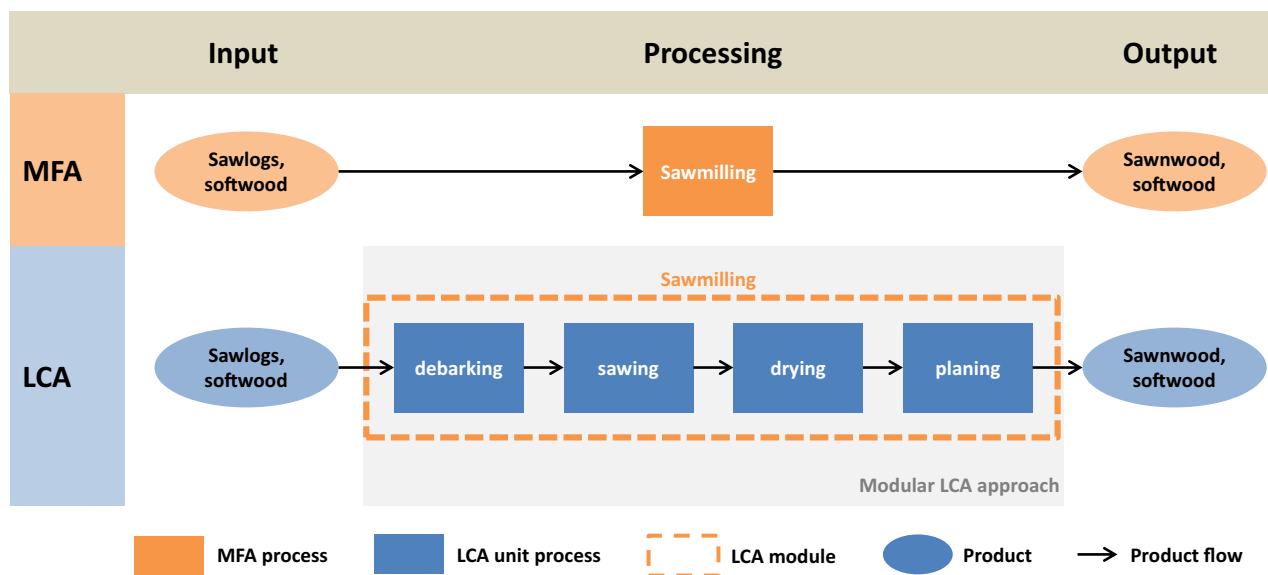 Input Processing Output
MFA
Sawlogs,
softwood
Sawmilling
Sawnwood,
softwood
LCA
Sawmilling
Sawlogs,
softwood
debarking
sawing
drying
planing
Sawnwood,
softwood
Modular LCA approach
MFA process
LCA unit process
LCA module
Product
Product flow